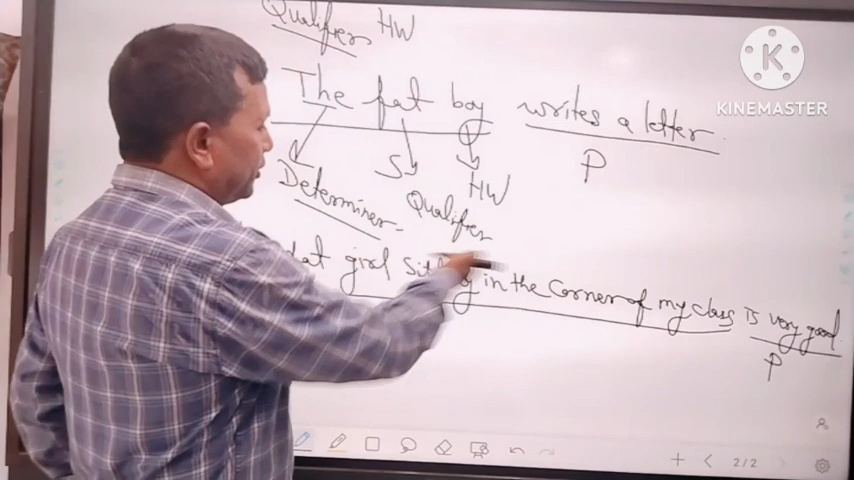 Qualifiers HW
The fat boy writes a letter.
S P
HW
Determiner
Qualifier
girl sitting in the corner of my class is very good.
P
K
KINEMASTER
2/2